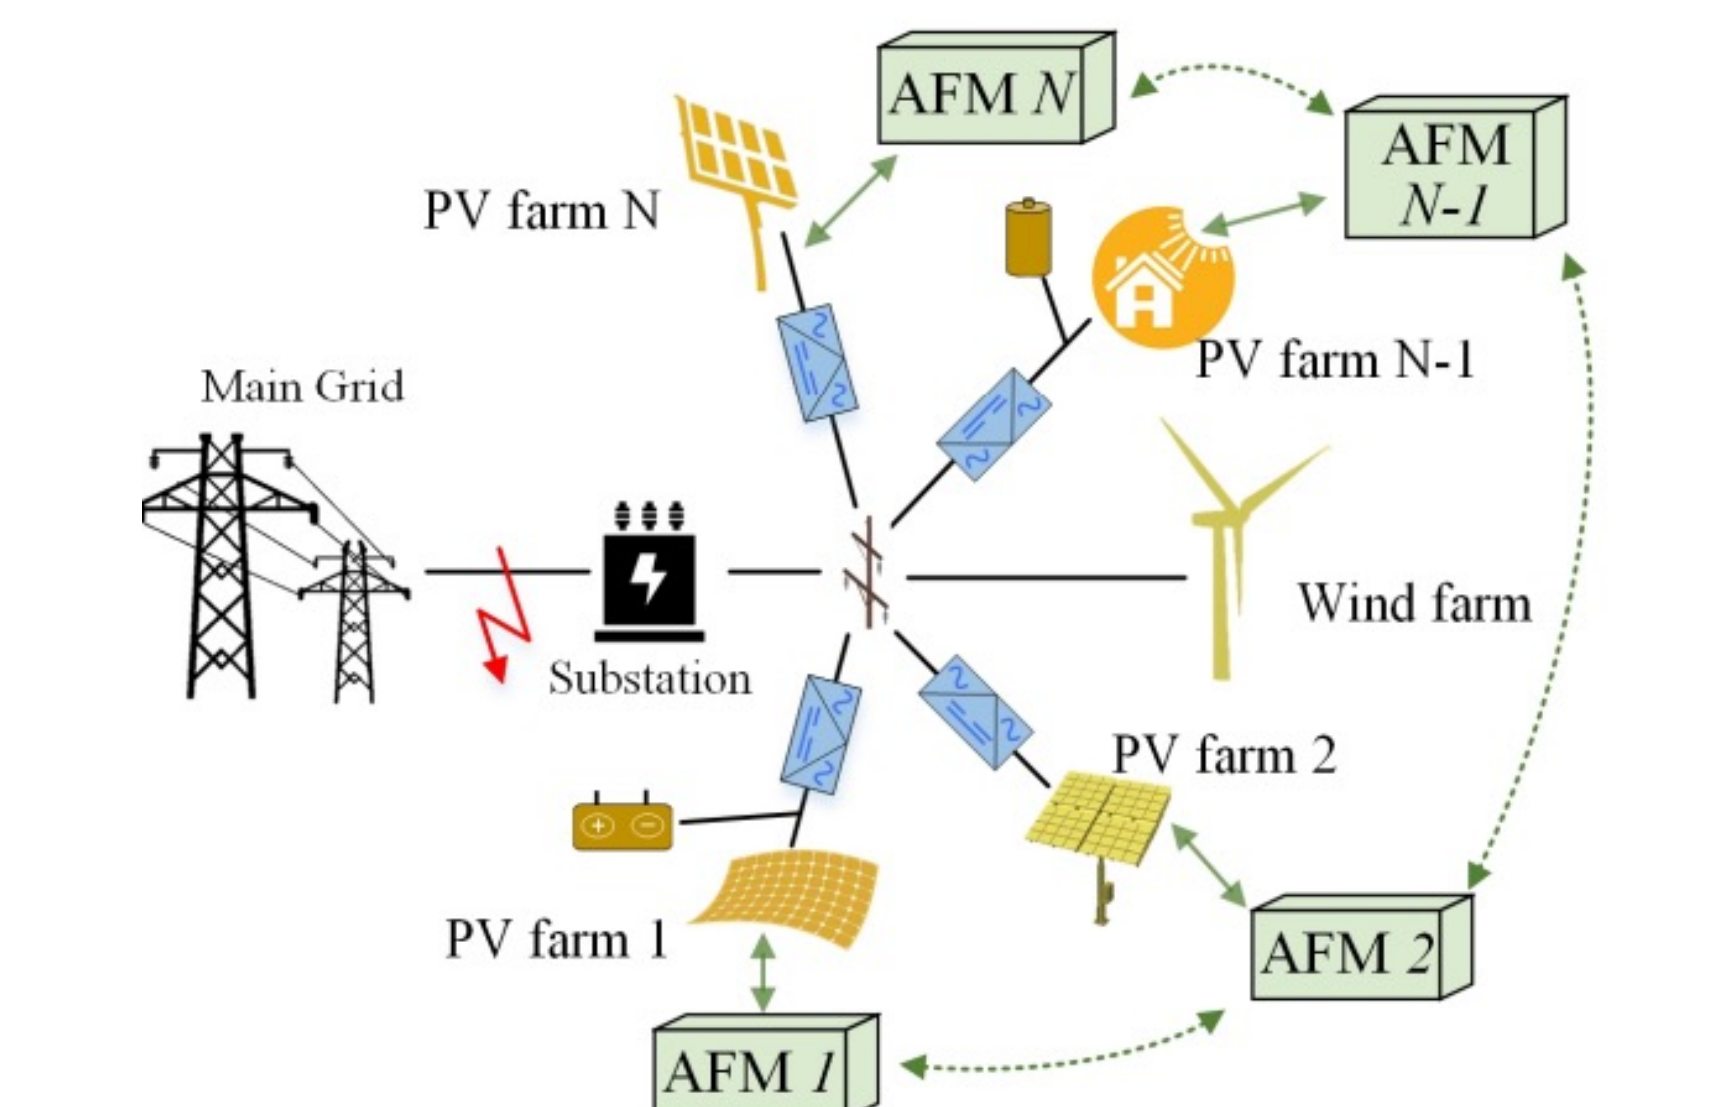 AFM N
AFM
N-1
PV farm N
PV farm N-1
Main Grid
Wind farm
Substation
PV farm 2
PV farm 1
AFM 2
AFM 1